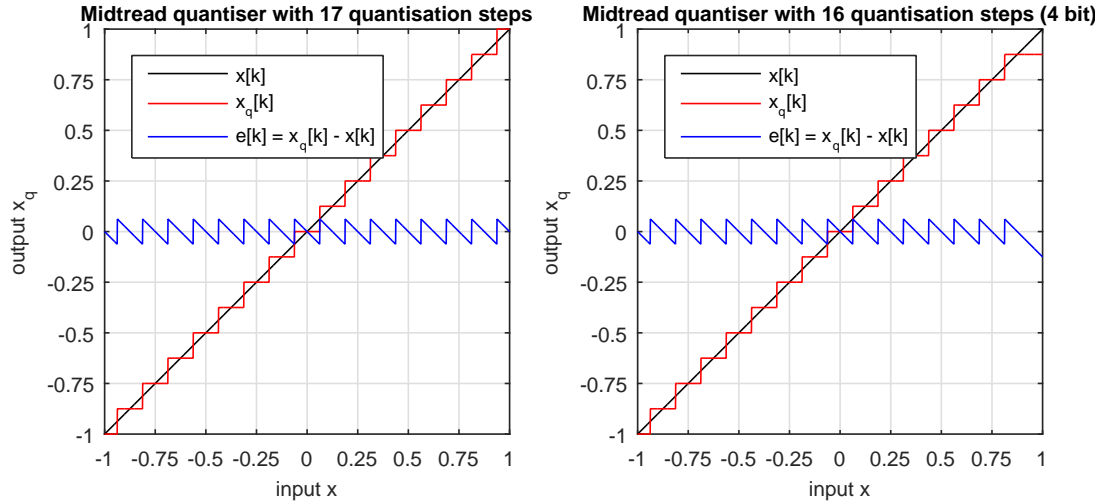 Midtread quantiser with 17 quantisation steps
1
0.75
0.5
0.25
0
-0.25
-0.5
-0.75
-1
output x_q
x[k]
x_q[k]
e[k] = x_q[k] - x[k]
-1 -0.75 -0.5 -0.25 0 0.25 0.5 0.75 1
input x
Midtread quantiser with 16 quantisation steps (4 bit)
1
0.75
0.5
0.25
0
-0.25
-0.5
-0.75
-1
output x_q
x[k]
x_q[k]
e[k] = x_q[k] - x[k]
-1 -0.75 -0.5 -0.25 0 0.25 0.5 0.75 1
input x